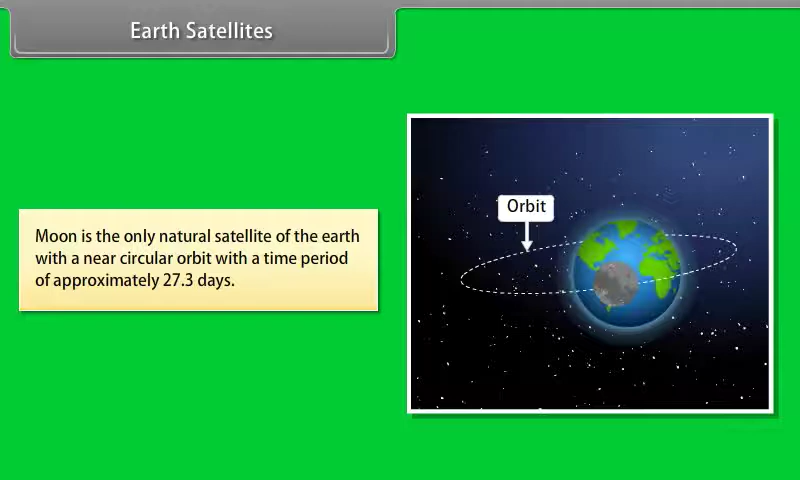 Earth Satellites
Orbit
Moon is the only natural satellite of the earth
with a near circular orbit with a time period
of approximately 27.3 days.